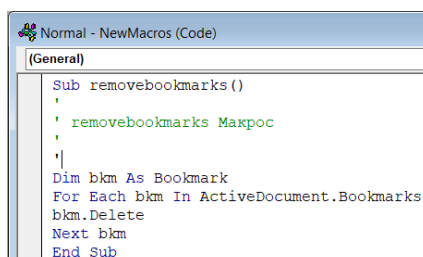 Normal - NewMacros (Code)
(General)
Sub removebookmarks()
'
' removebookmarks Макрос
'
'
Dim bkm As Bookmark
For Each bkm In ActiveDocument.Bookmarks
bkm.Delete
Next bkm
End Sub